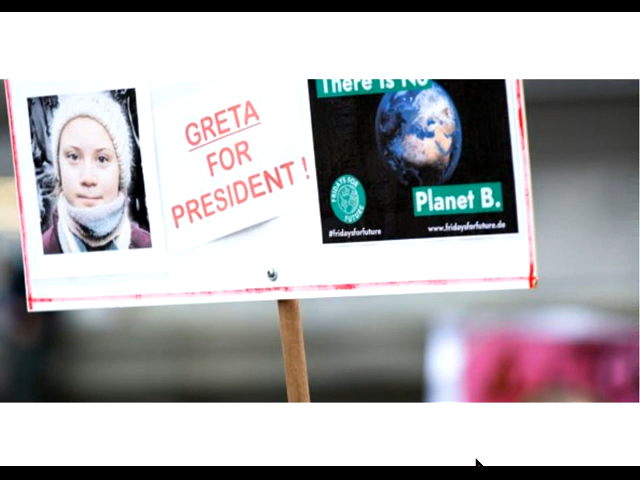 GRETA
FOR
PRESIDENT !
There is No
Planet B.
FRIDAYS FOR
FUTURE
#fridaysforfuture
www.fridaysforfuture.de